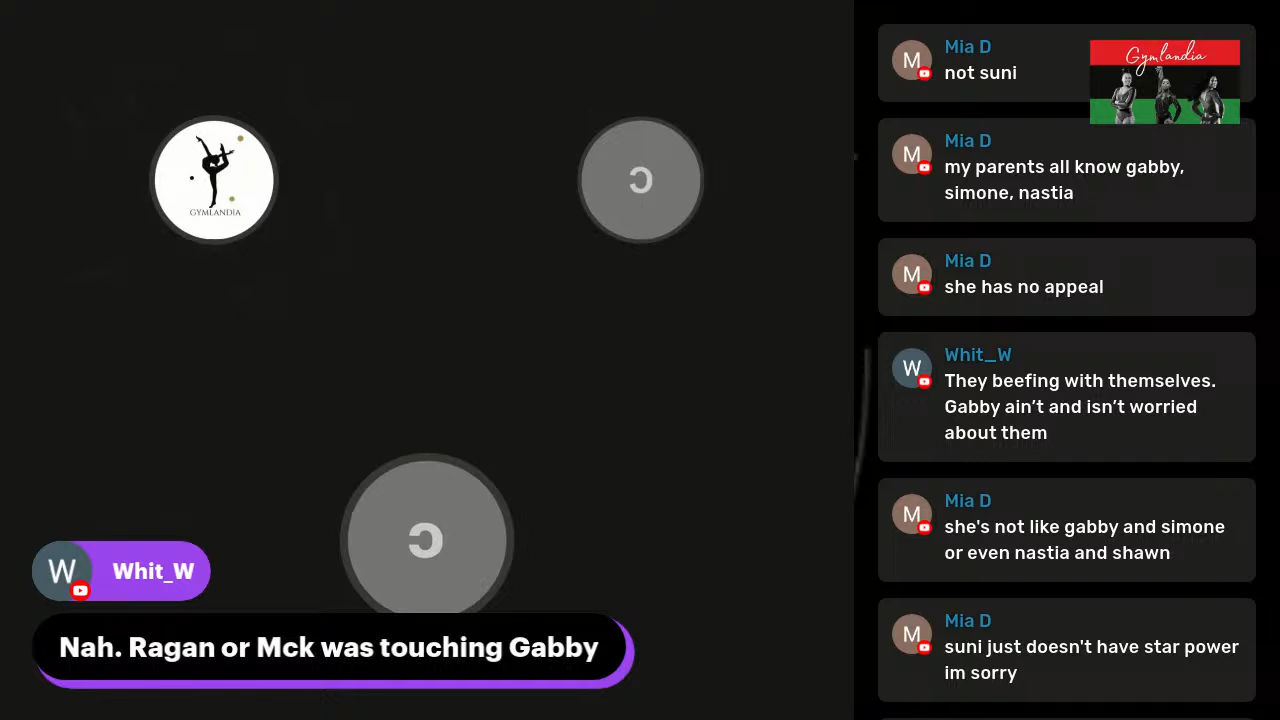 GYMLANDIA
ɔ
ɔ
W
Whit_W
Nah. Ragan or Mck was touching Gabby
Gymlandia
M
Mia D
not suni
M
Mia D
my parents all know gabby,
simone, nastia
M
Mia D
she has no appeal
W
Whit_W
They beefing with themselves.
Gabby ain’t and isn’t worried
about them
M
Mia D
she's not like gabby and simone
or even nastia and shawn
M
Mia D
suni just doesn't have star power
im sorry